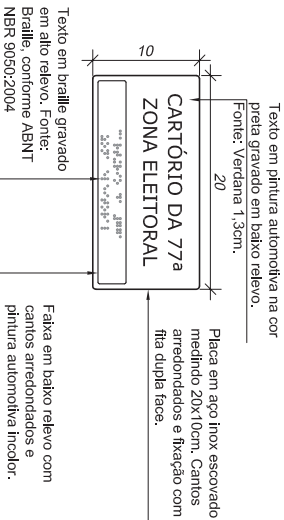 Texto em pintura automotiva na cor
preta gravado em baixo relevo.
Fonte: Verdana 1,3cm.
20
10
CARTÓRIO DA 77ª
ZONA ELEITORAL
Placa em aço inox escovado
medindo 20x10cm. Cantos
arredondados e fixação com
fita dupla face.
Texto em braille gravado
em alto relevo. Fonte:
Braille, conforme ABNT
NBR 9050:2004
Faixa em baixo relevo com
cantos arredondados e
pintura automotiva incolor.